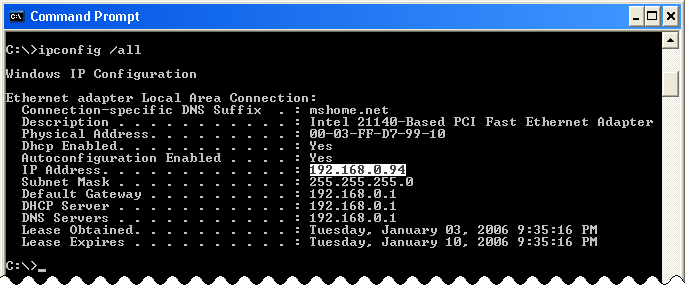 Command Prompt
C:\>ipconfig /all
Windows IP Configuration
Ethernet adapter Local Area Connection:
Connection-specific DNS Suffix . : mshome.net
Description . . . . . . . . . . . : Intel 21140-Based PCI Fast Ethernet Adapter
Physical Address. . . . . . . . . : 00-03-FF-D7-99-10
Dhcp Enabled. . . . . . . . . . . : Yes
Autoconfiguration Enabled . . . . : Yes
IP Address. . . . . . . . . . . . : 192.168.0.94
Subnet Mask . . . . . . . . . . . : 255.255.255.0
Default Gateway . . . . . . . . . : 192.168.0.1
DHCP Server . . . . . . . . . . . : 192.168.0.1
DNS Servers . . . . . . . . . . . : 192.168.0.1
Lease Obtained. . . . . . . . . . : Tuesday, January 03, 2006 9:35:16 PM
Lease Expires . . . . . . . . . . : Tuesday, January 10, 2006 9:35:16 PM
C:\>_